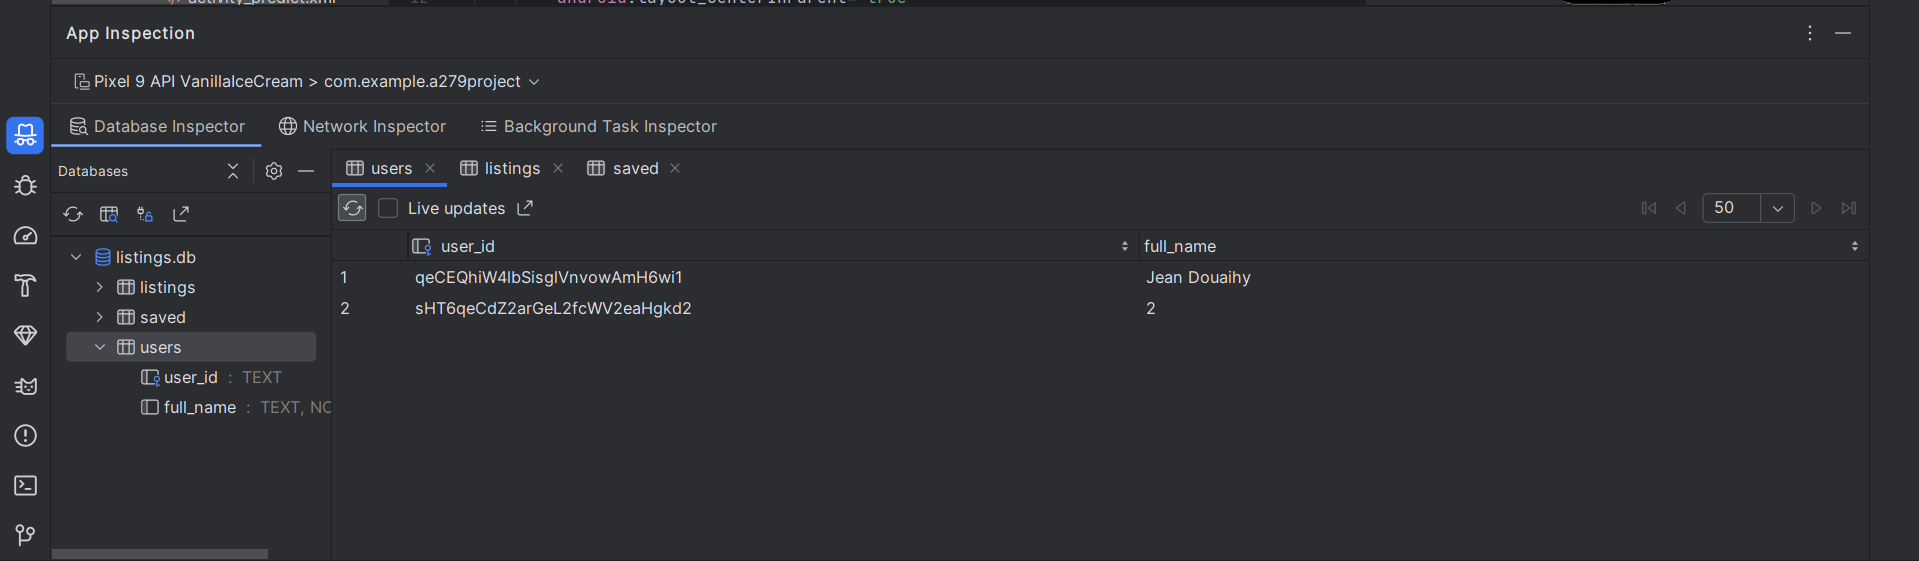 App Inspection
Pixel 9 API VanillaIceCream > com.example.a279project
Database Inspector Network Inspector Background Task Inspector
Databases
users listings saved
Live updates
50
user_id full_name
1 qeCEQhiW4lbSisglVnvowAmH6wi1 Jean Douaihy
2 sHT6qeCdZ2arGeL2fcWV2eaHgkd2 2
listings.db
listings
saved
users
user_id : TEXT
full_name : TEXT, NO